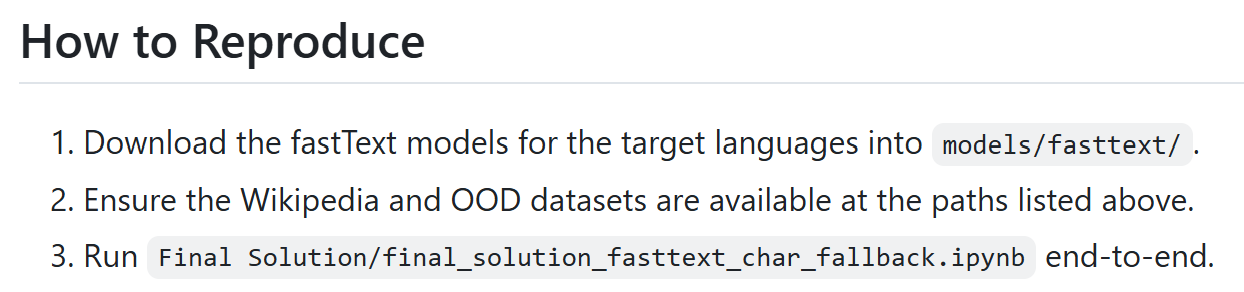 How to Reproduce
1. Download the fastText models for the target languages into models/fasttext/.
2. Ensure the Wikipedia and OOD datasets are available at the paths listed above.
3. Run Final Solution/final_solution_fasttext_char_fallback.ipynb end-to-end.